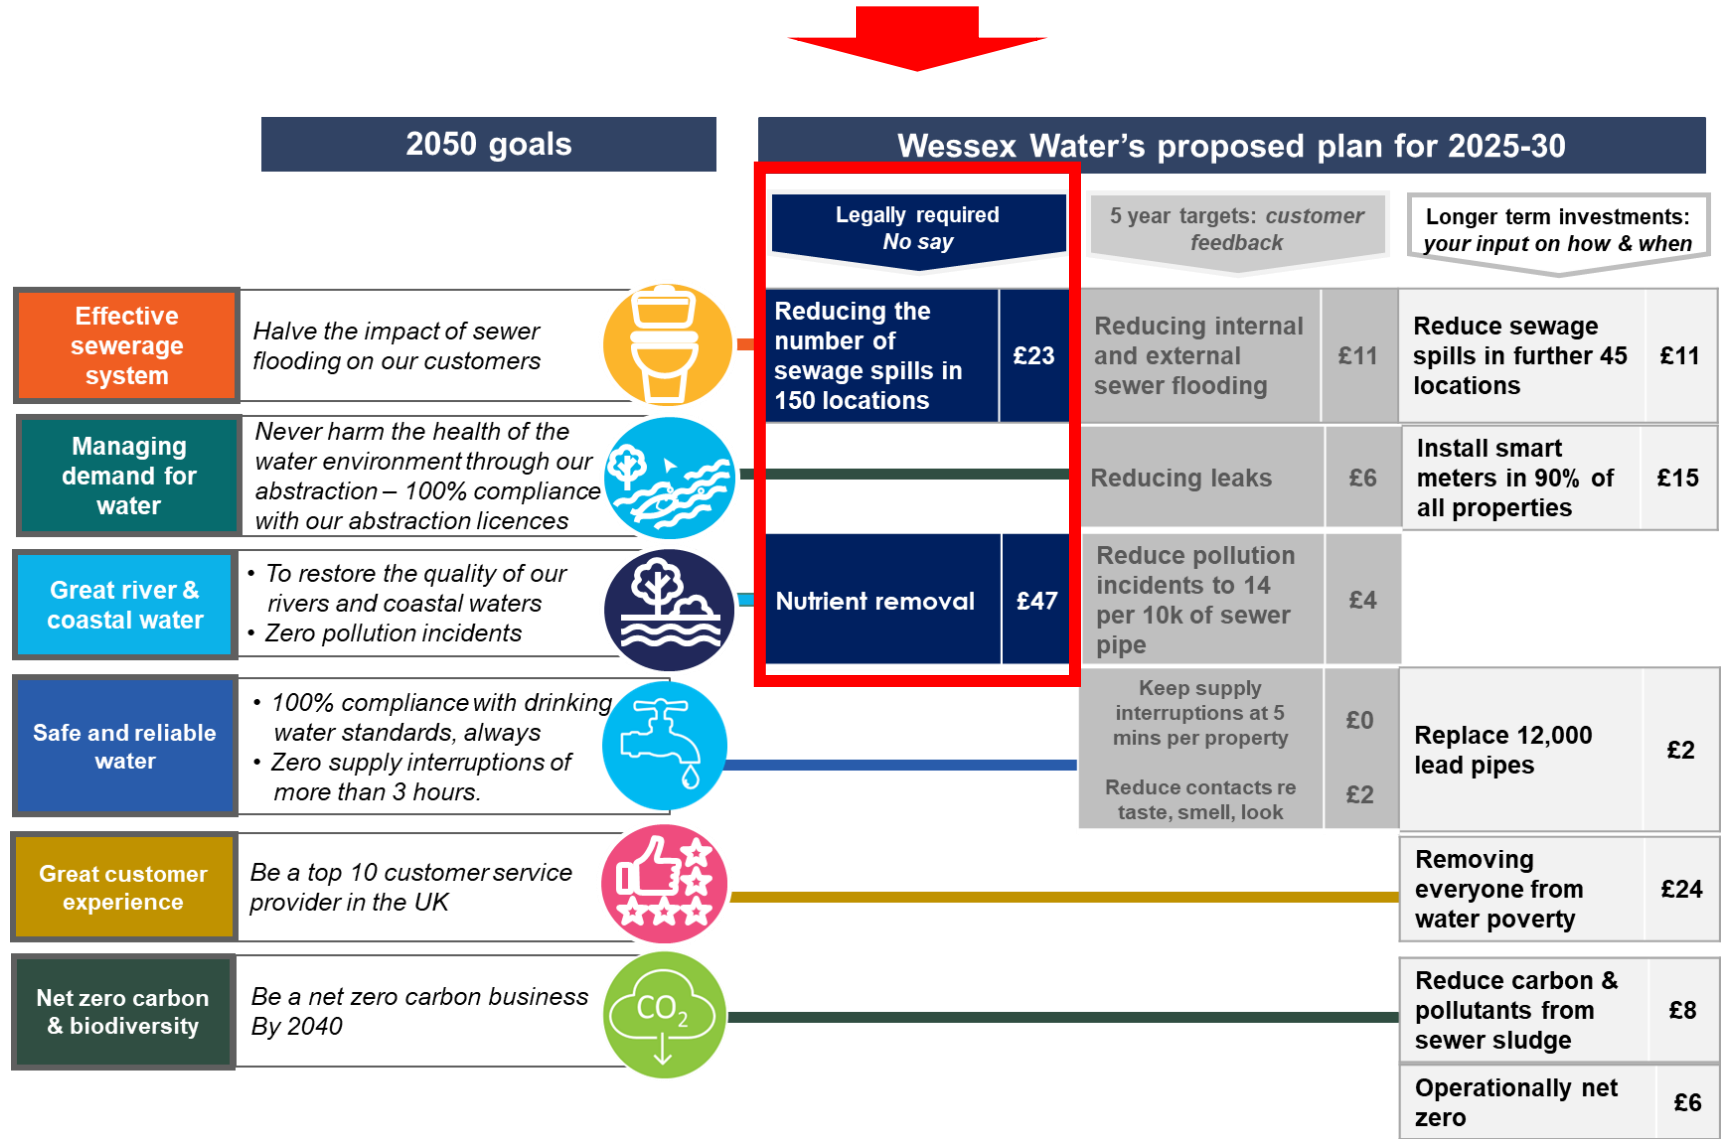 2050 goals
Wessex Water's proposed plan for 2025-30
Legally required
No say
5 year targets: customer
feedback
Longer term investments:
your input on how & when
Effective
sewerage
system
Halve the impact of sewer
flooding on our customers
Reducing the
number of
sewage spills in
150 locations
£23
Reducing internal
and external
sewer flooding
£11
Reduce sewage
spills in further 45
locations
£11
Managing
demand for
water
Never harm the health of the
water environment through our
abstraction – 100% compliance
with our abstraction licences
Reducing leaks
£6
Install smart
meters in 90% of
all properties
£15
Great river &
coastal water
• To restore the quality of our
rivers and coastal waters
• Zero pollution incidents
Nutrient removal
£47
Reduce pollution
incidents to 14
per 10k of sewer
pipe
£4
Safe and reliable
water
• 100% compliance with drinking
water standards, always
• Zero supply interruptions of
more than 3 hours.
Keep supply
interruptions at 5
mins per property
£0
Reduce contacts re
taste, smell, look
£2
Replace 12,000
lead pipes
£2
Great customer
experience
Be a top 10 customer service
provider in the UK
Removing
everyone from
water poverty
£24
Net zero carbon
& biodiversity
Be a net zero carbon business
By 2040
CO2
Reduce carbon &
pollutants from
sewer sludge
£8
Operationally net
zero
£6